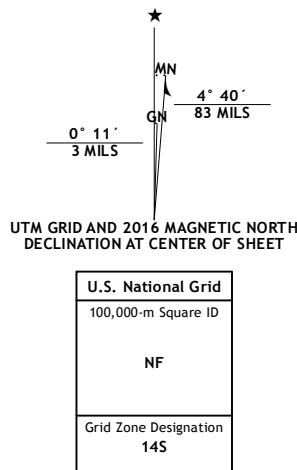 ★
MN
GN
4° 40´
83 MILS
0° 11´
3 MILS
UTM GRID AND 2016 MAGNETIC NORTH
DECLINATION AT CENTER OF SHEET
U.S. National Grid
100,000-m Square ID
NF
Grid Zone Designation
14S